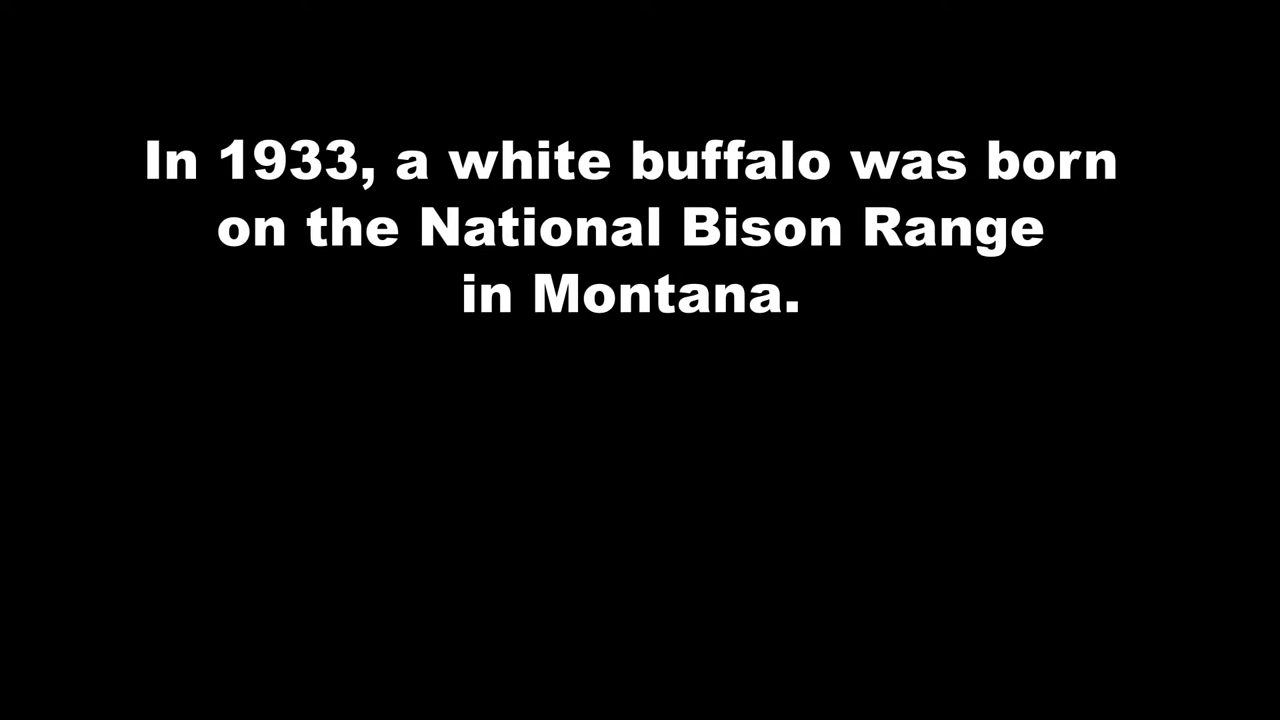 In 1933, a white buffalo was born
on the National Bison Range
in Montana.